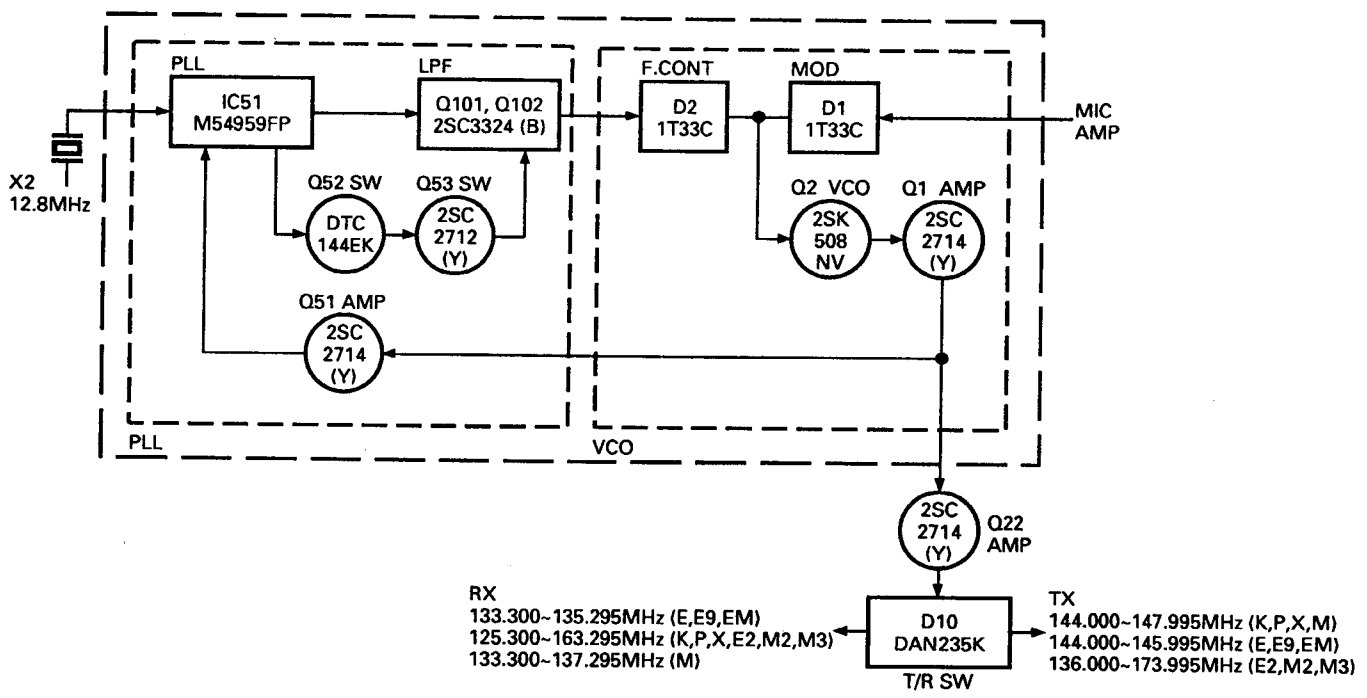 PLL
IC51
M54959FP
LPF
Q101, Q102
2SC3324 (B)
F.CONT
D2
1T33C
MOD
D1
1T33C
MIC
AMP
X2
12.8MHz
Q52 SW
DTC
144EK
Q53 SW
2SC
2712
(Y)
Q2 VCO
2SK
508
NV
Q1 AMP
2SC
2714
(Y)
Q51 AMP
2SC
2714
(Y)
PLL
VCO
2SC
2714
(Y)
Q22
AMP
RX
133.300~135.295MHz (E,E9,EM)
125.300~163.295MHz (K,P,X,E2,M2,M3)
133.300~137.295MHz (M)
D10
DAN235K
T/R SW
TX
144.000~147.995MHz (K,P,X,M)
144.000~145.995MHz (E,E9,EM)
136.000~173.995MHz (E2,M2,M3)